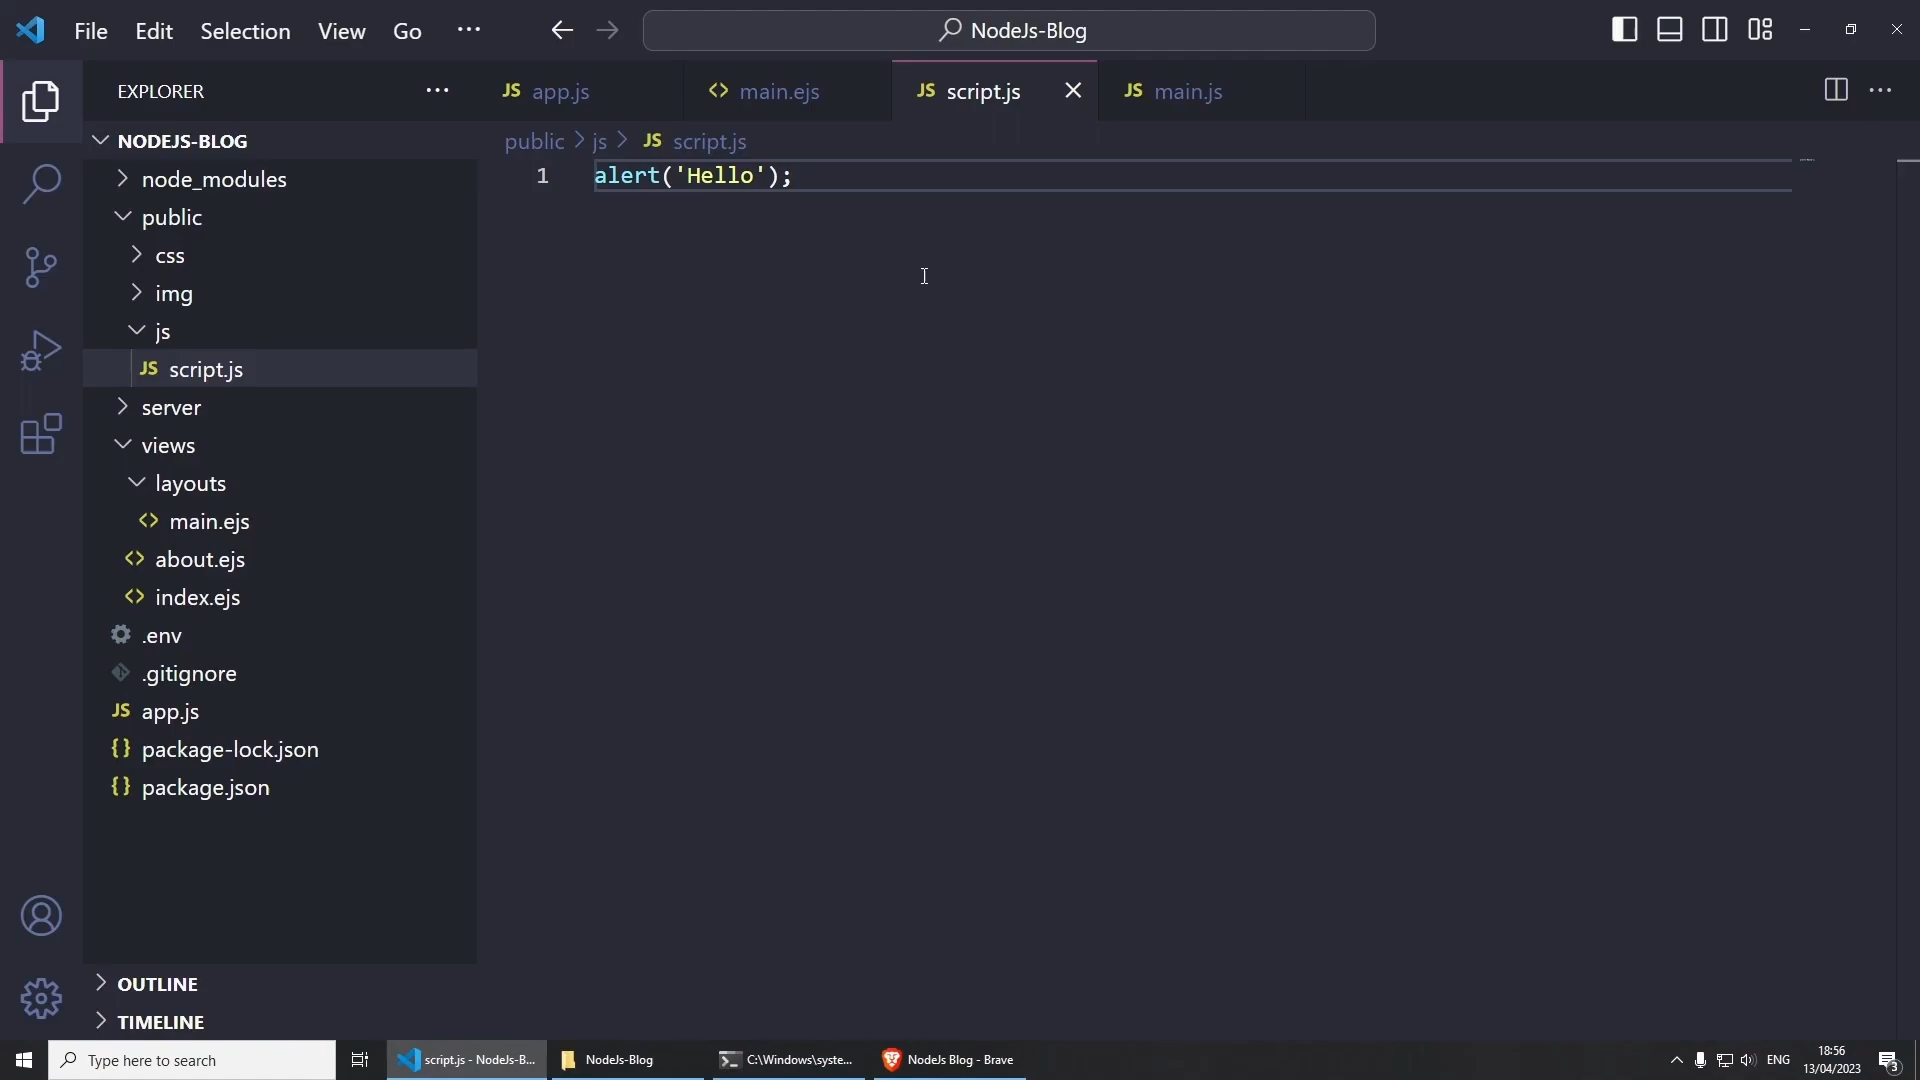 File Edit Selection View Go ··· NodeJs-Blog
EXPLORER ···
JS app.js
<> main.ejs
JS script.js
JS main.js
···
NODEJS-BLOG
public > js > JS script.js
node_modules
1 alert('Hello');
public
css
img
js
JS script.js
server
views
layouts
<> main.ejs
<> about.ejs
<> index.ejs
.env
.gitignore
JS app.js
{} package-lock.json
{} package.json
OUTLINE
TIMELINE
Type here to search
script.js - NodeJs-B...
NodeJs-Blog
C:\Windows\syste...
NodeJs Blog - Brave
ENG
18:56
13/04/2023
3